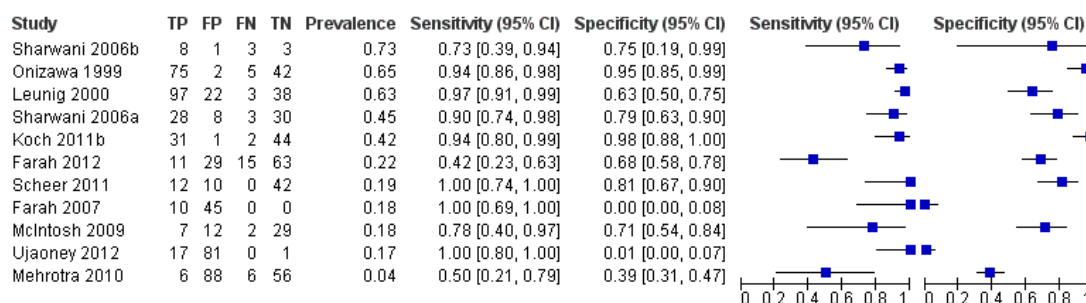 Study TP FP FN TN Prevalence Sensitivity (95% CI) Specificity (95% CI) Sensitivity (95% CI) Specificity (95% CI)
Sharwani 2006b 8 1 3 3 0.73 0.73 [0.39, 0.94] 0.75 [0.19, 0.99]
Onizawa 1999 75 2 5 42 0.65 0.94 [0.86, 0.98] 0.95 [0.85, 0.99]
Leunig 2000 97 22 3 38 0.63 0.97 [0.91, 0.99] 0.63 [0.50, 0.75]
Sharwani 2006a 28 8 3 30 0.45 0.90 [0.74, 0.98] 0.79 [0.63, 0.90]
Koch 2011b 31 1 2 44 0.42 0.94 [0.80, 0.99] 0.98 [0.88, 1.00]
Farah 2012 11 29 15 63 0.22 0.42 [0.23, 0.63] 0.68 [0.58, 0.78]
Scheer 2011 12 10 0 42 0.19 1.00 [0.74, 1.00] 0.81 [0.67, 0.90]
Farah 2007 10 45 0 0 0.18 1.00 [0.69, 1.00] 0.00 [0.00, 0.08]
McIntosh 2009 7 12 2 29 0.18 0.78 [0.40, 0.97] 0.71 [0.54, 0.84]
Ujaoney 2012 17 81 0 1 0.17 1.00 [0.80, 1.00] 0.01 [0.00, 0.07]
Mehrotra 2010 6 88 6 56 0.04 0.50 [0.21, 0.79] 0.39 [0.31, 0.47]
0 0.2 0.4 0.6 0.8 1 0 0.2 0.4 0.6 0.8 1